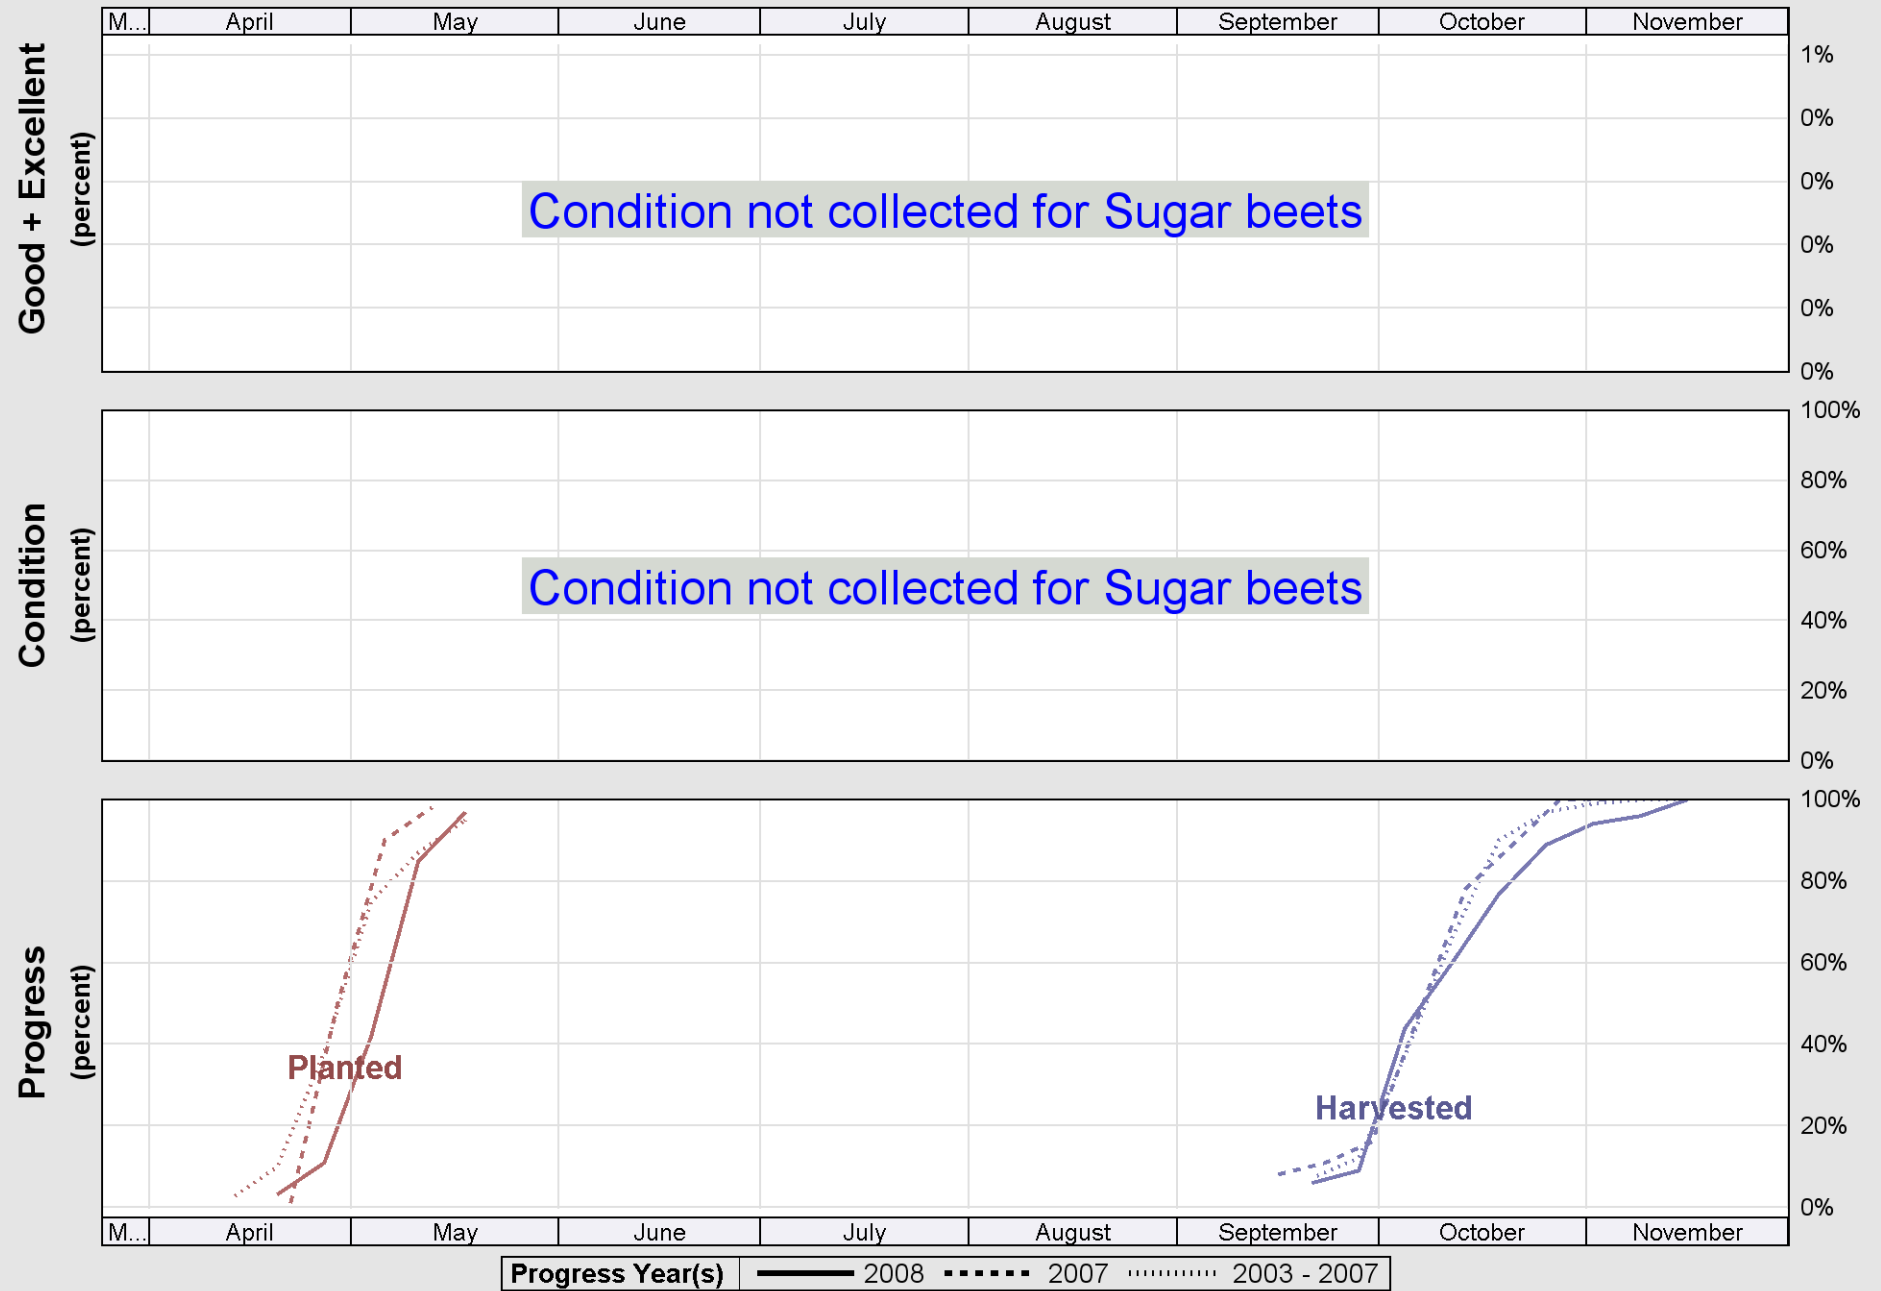 M... April May June July August September October November
Good + Excellent
(percent)
1%
0%
0%
0%
0%
0%
Condition not collected for Sugar beets
Condition
(percent)
100%
80%
60%
40%
20%
0%
Condition not collected for Sugar beets
Progress
(percent)
100%
80%
60%
40%
20%
0%
Planted
Harvested
M... April May June July August September October November
Progress Year(s) 2008 2007 2003 - 2007